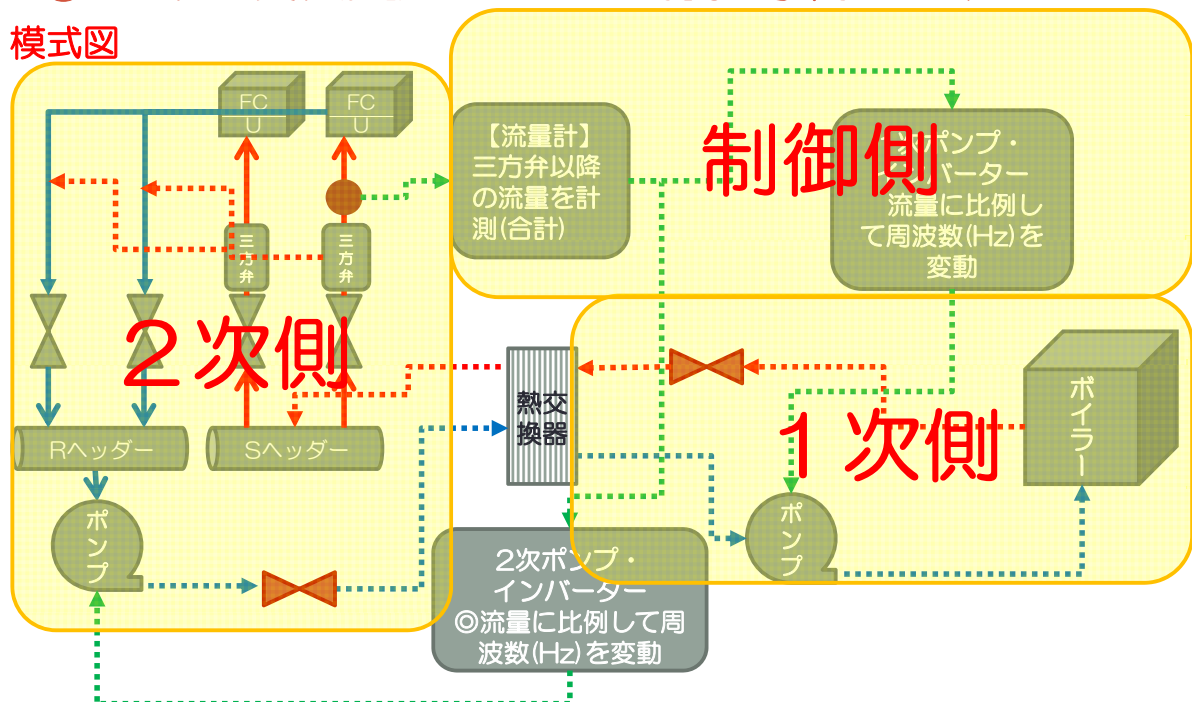 模式図
FC
U
FC
U
【流量計】
三方弁以降
の流量を計
測(合計)
制御側
次ポンプ・
バーター
流量に比例し
て周波数(Hz)を
変動
三方弁
三方弁
２次側
熱交
換器
ボイラー
１次側
Rヘッダー
Sヘッダー
ポンプ
ポンプ
2次ポンプ・
インバーター
◎流量に比例して周
波数(Hz)を変動